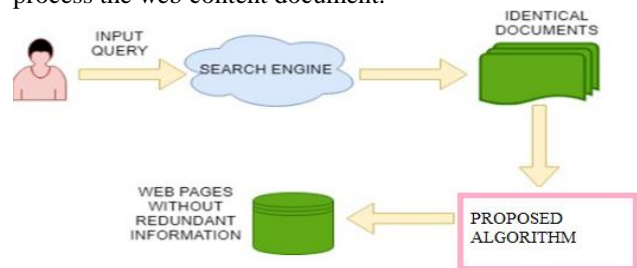 process the web content document.
INPUT
QUERY
SEARCH ENGINE
IDENTICAL
DOCUMENTS
WEB PAGES
WITHOUT
REDUNDANT
INFORMATION
PROPOSED
ALGORITHM